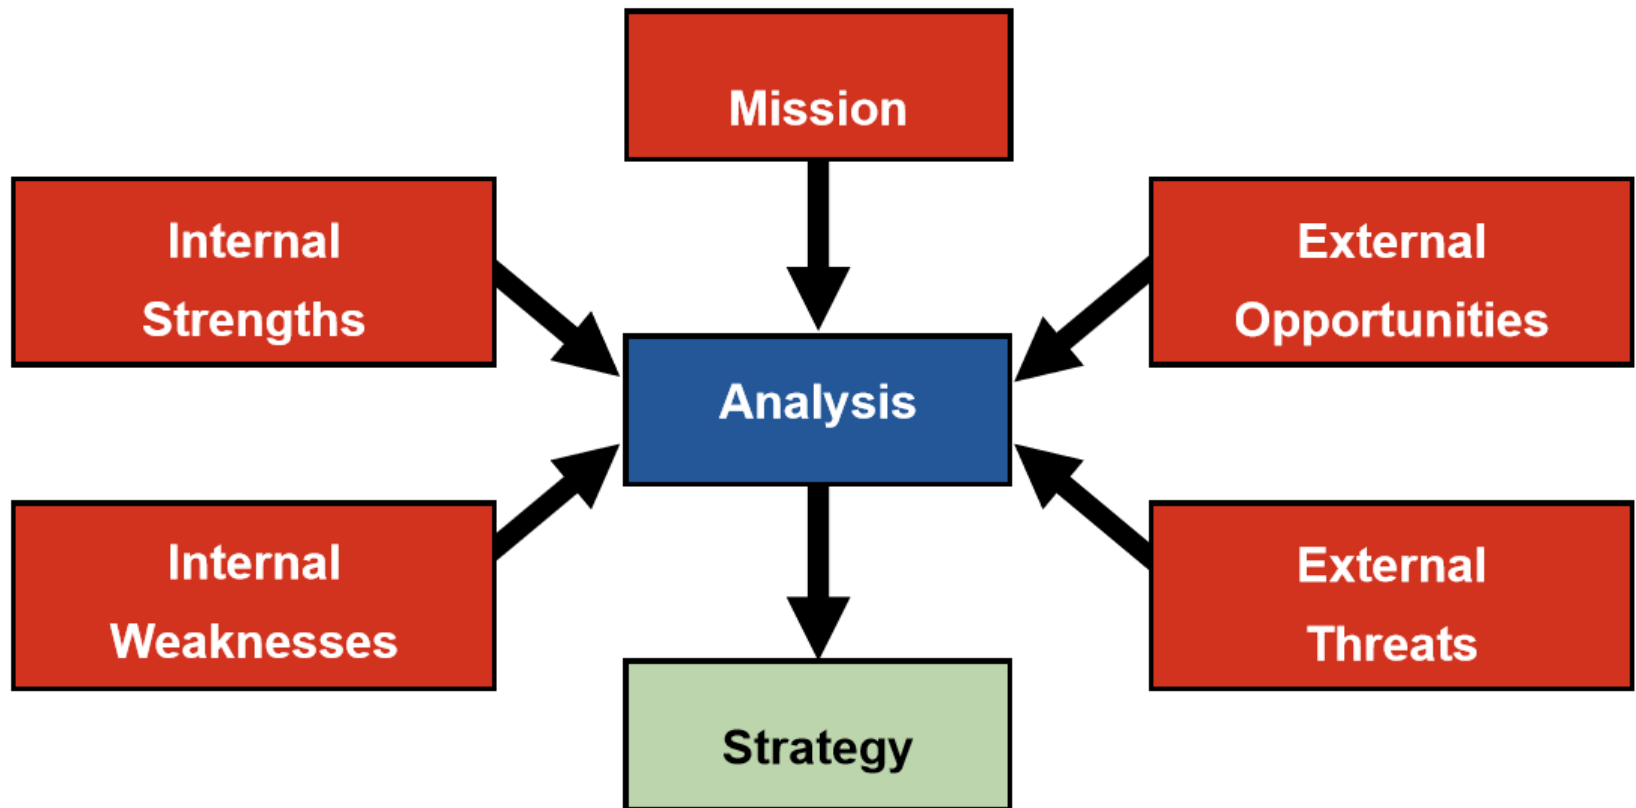 Mission
Internal
Strengths
External
Opportunities
Analysis
Internal
Weaknesses
External
Threats
Strategy